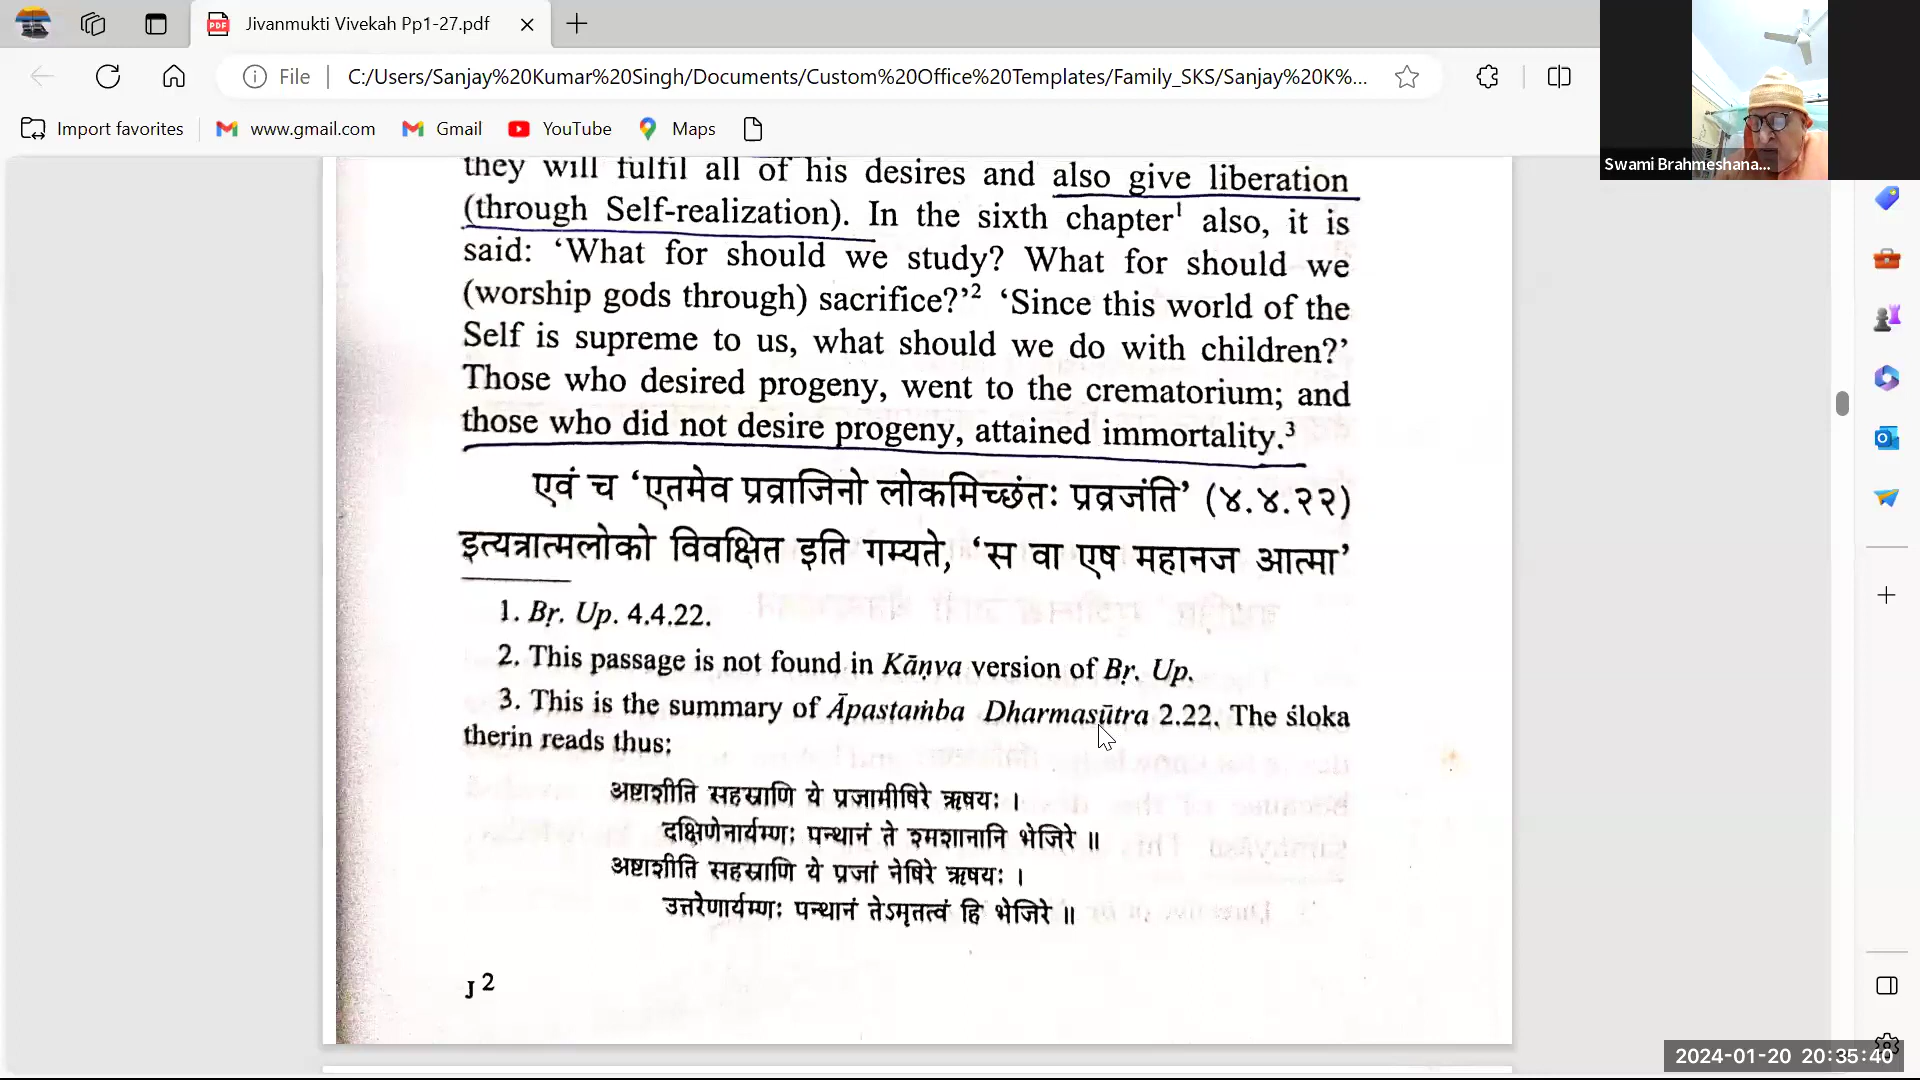 Jivanmukti Vivekah Pp1-27.pdf
File
C:/Users/Sanjay%20Kumar%20Singh/Documents/Custom%20Office%20Templates/Family_SKS/Sanjay%20K%...
Import favorites
www.gmail.com
Gmail
YouTube
Maps
Swami Brahmeshana...
they will fulfil all of his desires and also give liberation
(through Self-realization). In the sixth chapter¹ also, it is
said: ‘What for should we study? What for should we
(worship gods through) sacrifice?’² ‘Since this world of the
Self is supreme to us, what should we do with children?’
Those who desired progeny, went to the crematorium; and
those who did not desire progeny, attained immortality.³
एवं च ‘एतमेव प्रव्राजिनो लोकमिच्छंतः प्रव्रजंति’ (४.४.२२)
इत्यत्रात्मलोको विवक्षित इति गम्यते, ‘स वा एष महानज आत्मा’
1. Bṛ. Up. 4.4.22.
2. This passage is not found in Kāṇva version of Bṛ. Up.
3. This is the summary of Āpastaṁba Dharmasūtra 2.22. The śloka
therin reads thus:
अष्टाशीति सहस्राणि ये प्रजामीषिरे ऋषयः ।
दक्षिणेनार्यम्णः पन्थानं ते श्मशानानि भेजिरे ॥
अष्टाशीति सहस्राणि ये प्रजां नेषिरे ऋषयः ।
उत्तरेणार्यम्णः पन्थानं तेऽमृतत्वं हि भेजिरे ॥
J 2
2024-01-20 20:35:40